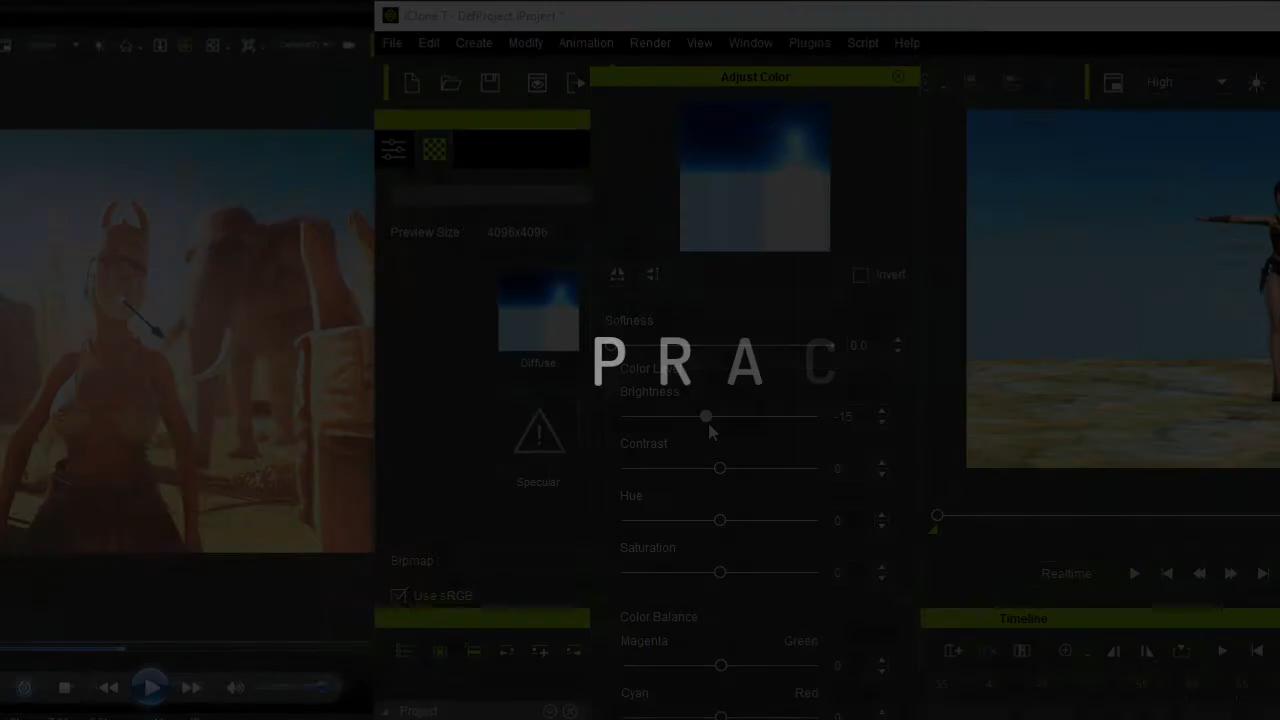 iClone 7 - DefProject.iProject *
File Edit Create Modify Animation Render View Window Plugins Script Help
Adjust Color
High
Preview Size 4096x4096
Invert
Softness
0.0
Diffuse
P R A C
Brightness
-15
Contrast
0
Specular
Hue
0
Saturation
0
Bipmap
Use sRGB
Realtime
Color Balance
Timeline
Magenta Green
0
Cyan Red
Project